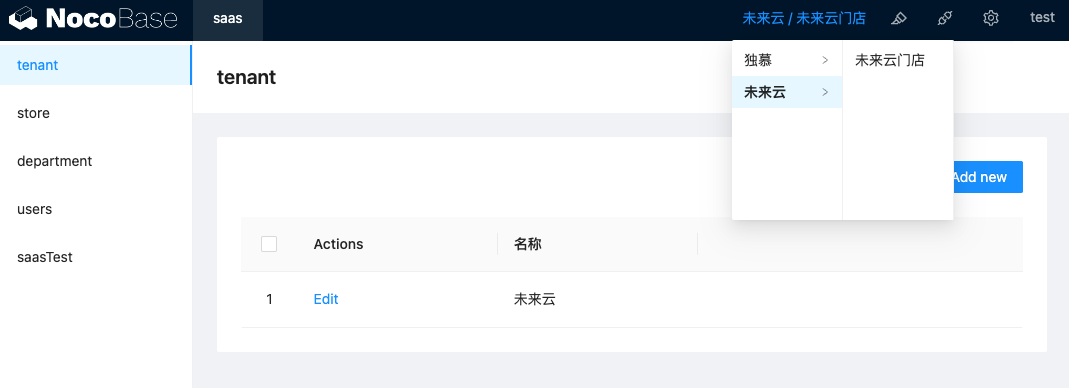 NocoBase
saas
未来云 / 未来云门店
test
tenant
store
department
users
saasTest
tenant
独慕
未来云
未来云门店
Add new
Actions
名称
1
Edit
未来云